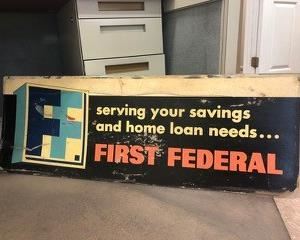 serving your savings
and home loan needs...
FIRST FEDERAL